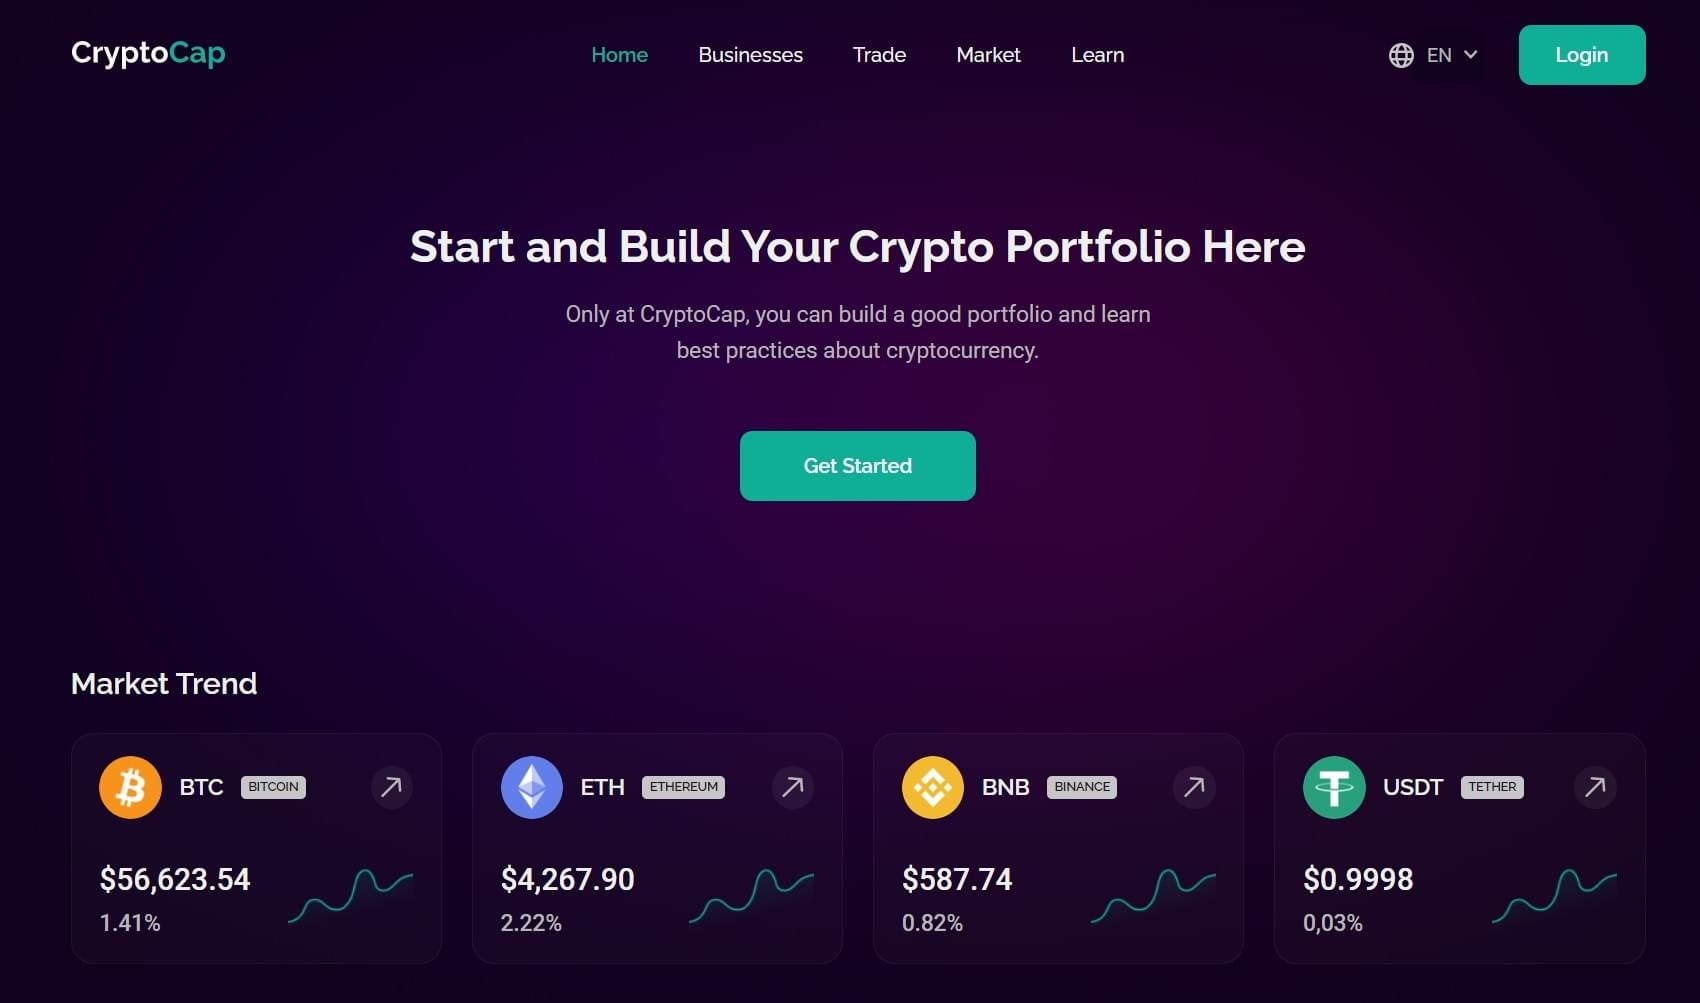 CryptoCap
Home Businesses Trade Market Learn
EN
Login
Start and Build Your Crypto Portfolio Here
Only at CryptoCap, you can build a good portfolio and learn
best practices about cryptocurrency.
Get Started
Market Trend
BTC BITCOIN
$56,623.54
1.41%
ETH ETHEREUM
$4,267.90
2.22%
BNB BINANCE
$587.74
0.82%
USDT TETHER
$0.9998
0,03%